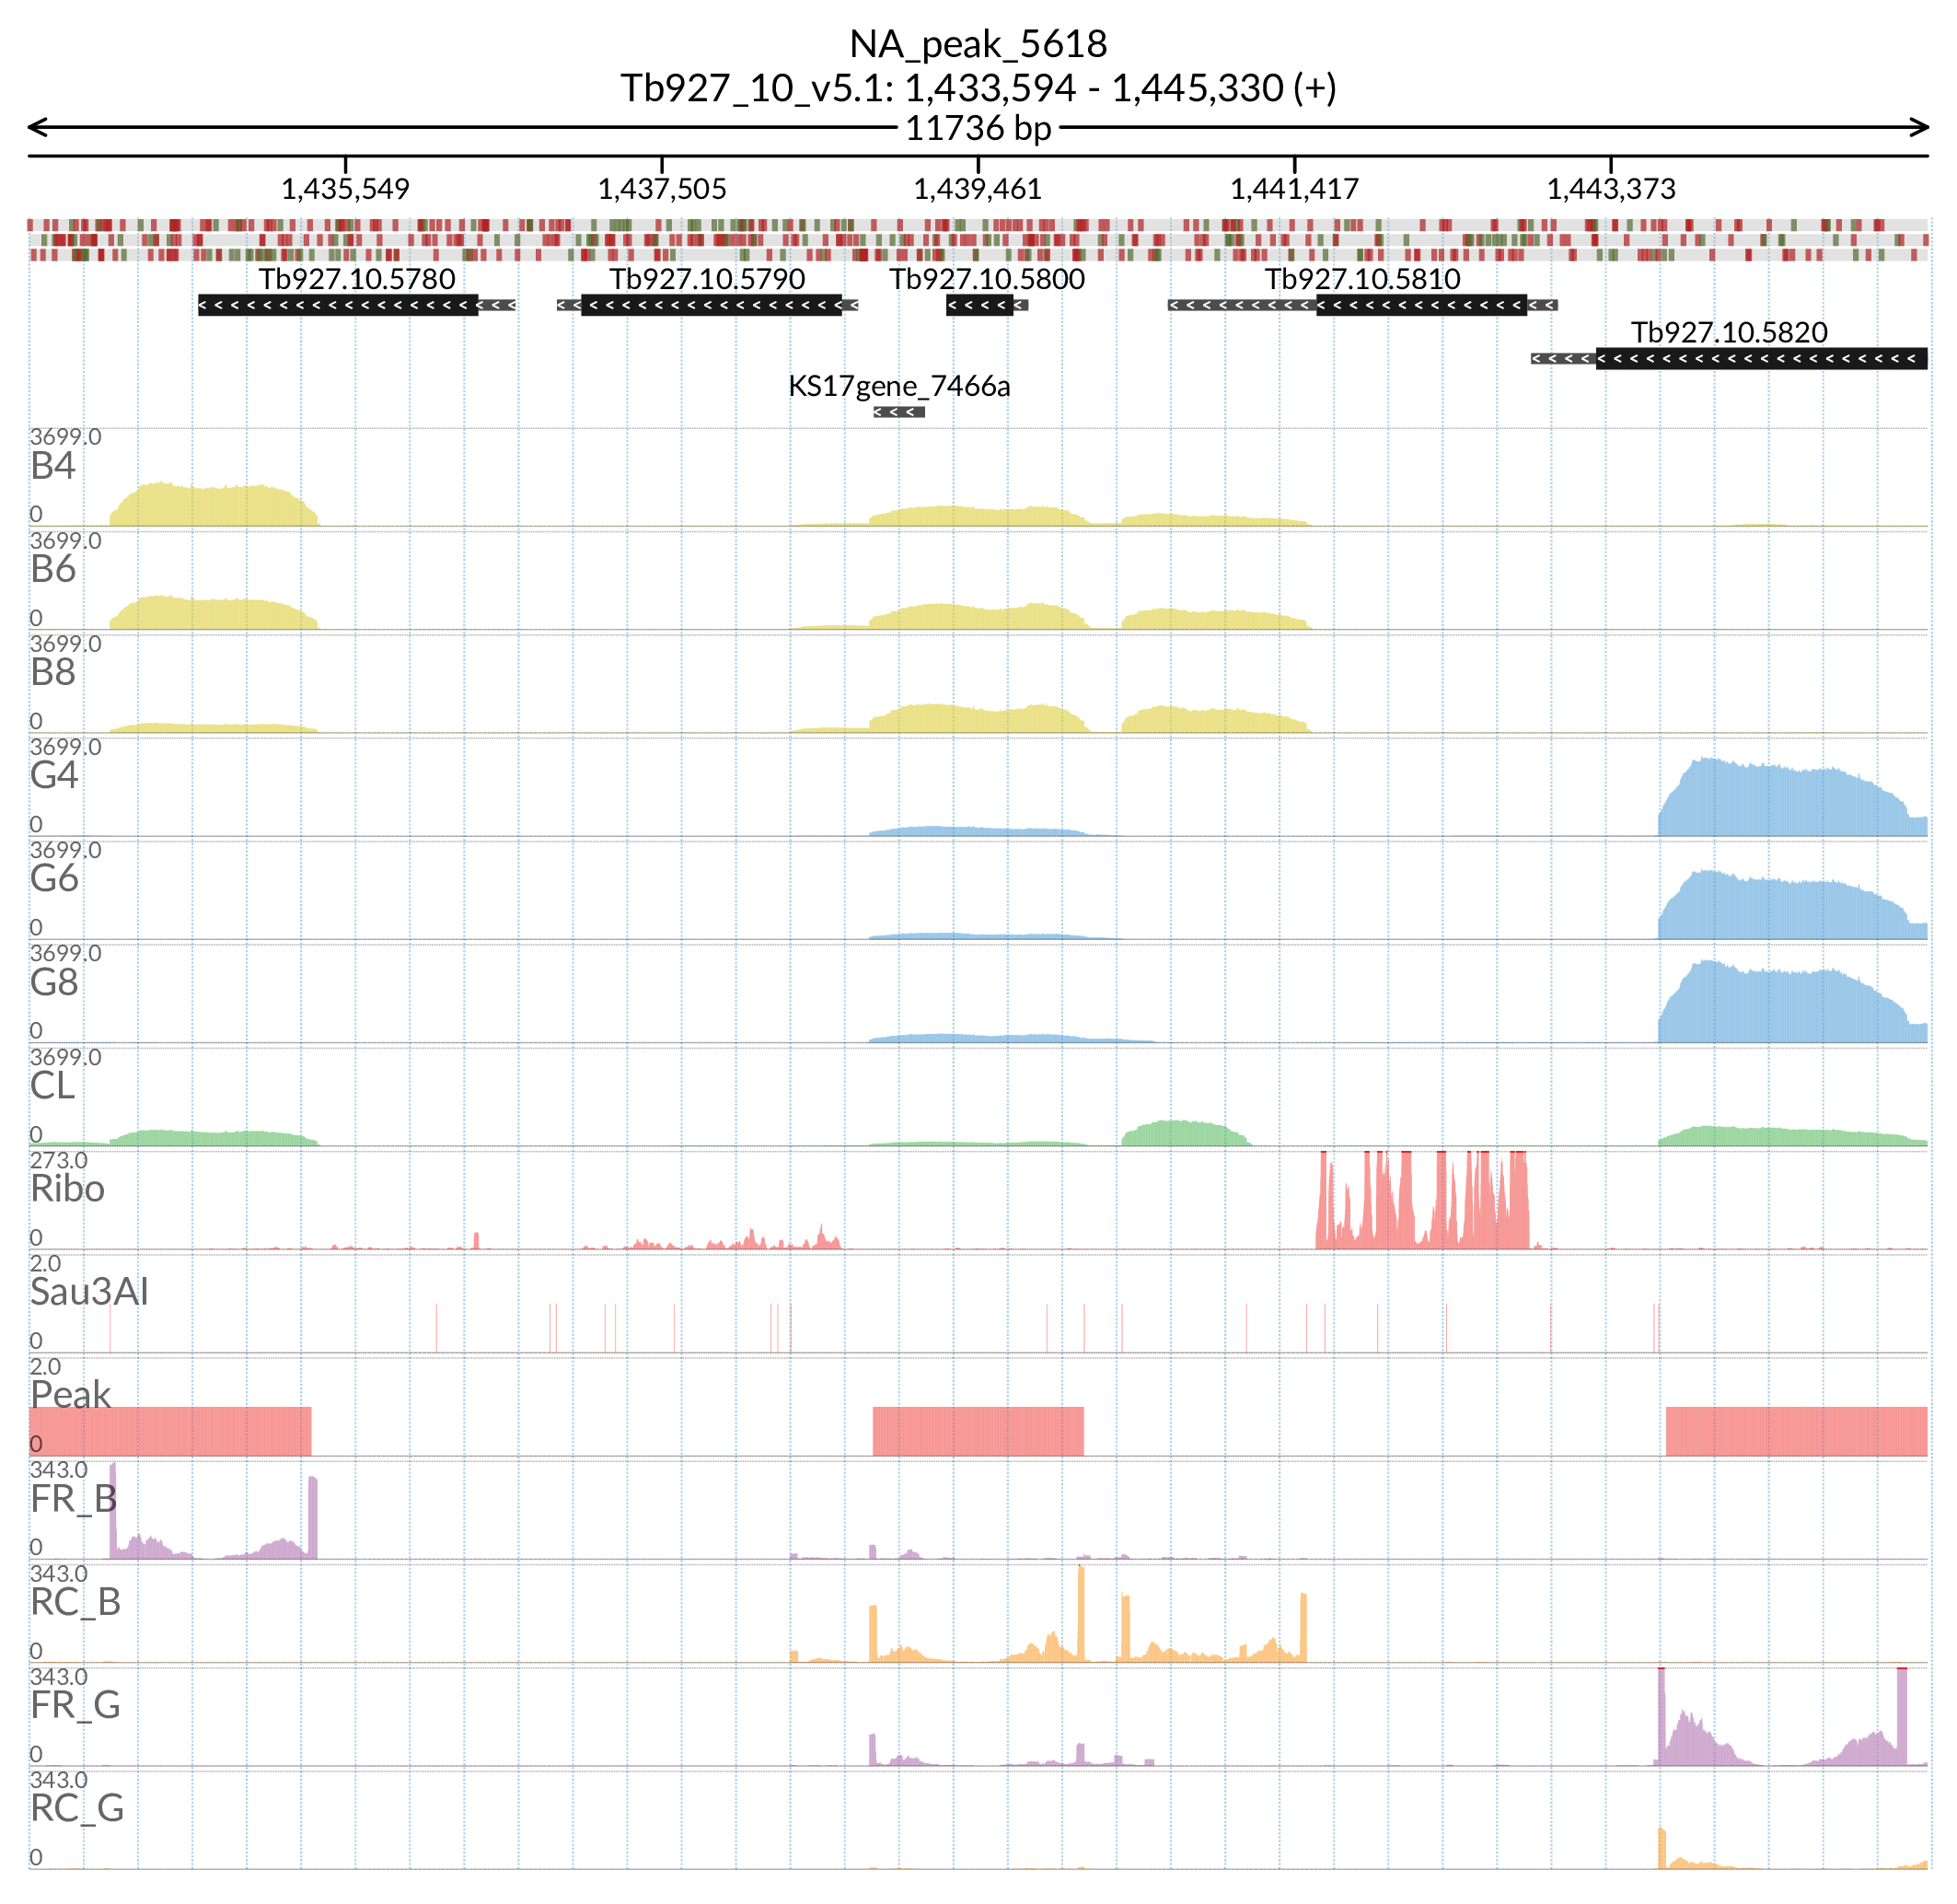 NA_peak_5618
Tb927_10_v5.1: 1,433,594 - 1,445,330 (+)
11736 bp
1,435,549 1,437,505 1,439,461 1,441,417 1,443,373
Tb927.10.5780 Tb927.10.5790 Tb927.10.5800 Tb927.10.5810
Tb927.10.5820
KS17gene_7466a
3699.0
B4
0
3699.0
B6
0
3699.0
B8
0
3699.0
G4
0
3699.0
G6
0
3699.0
G8
0
3699.0
CL
0
273.0
Ribo
0
2.0
Sau3AI
0
2.0
Peak
0
343.0
FR_B
0
343.0
RC_B
0
343.0
FR_G
0
343.0
RC_G
0